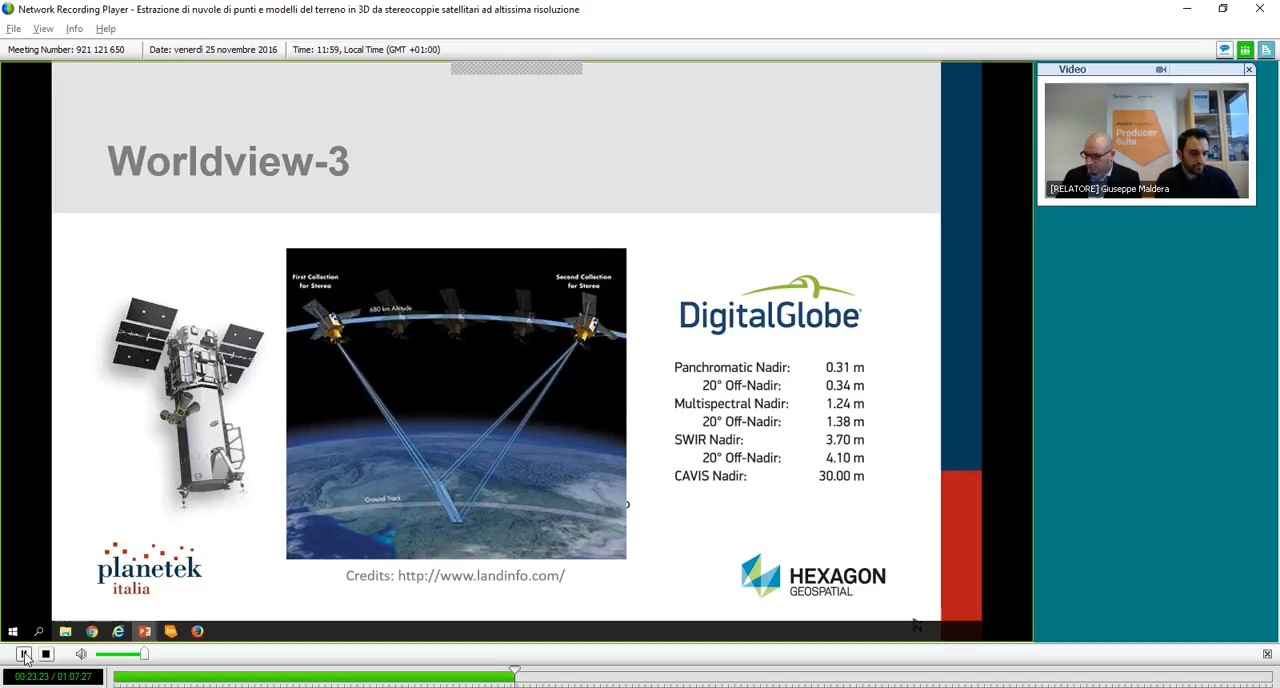 Network Recording Player - Estrazione di nuvole di punti e modelli del terreno in 3D da stereocoppie satellitari ad altissima risoluzione
File View Info Help
Meeting Number: 921 121 650 Date: venerdì 25 novembre 2016 Time: 11:59, Local Time (GMT +01:00)
Video
Worldview-3
Producer
Suite
[RELATORE] Giuseppe Maldera
First Collection
for Stereo
Second Collection
for Stereo
680 km Altitude
Ground Track
DigitalGlobe
Panchromatic Nadir: 0.31 m
20° Off-Nadir: 0.34 m
Multispectral Nadir: 1.24 m
20° Off-Nadir: 1.38 m
SWIR Nadir: 3.70 m
20° Off-Nadir: 4.10 m
CAVIS Nadir: 30.00 m
planetek
italia
Credits: http://www.landinfo.com/
HEXAGON
GEOSPATIAL
00:23:23 / 01:07:27